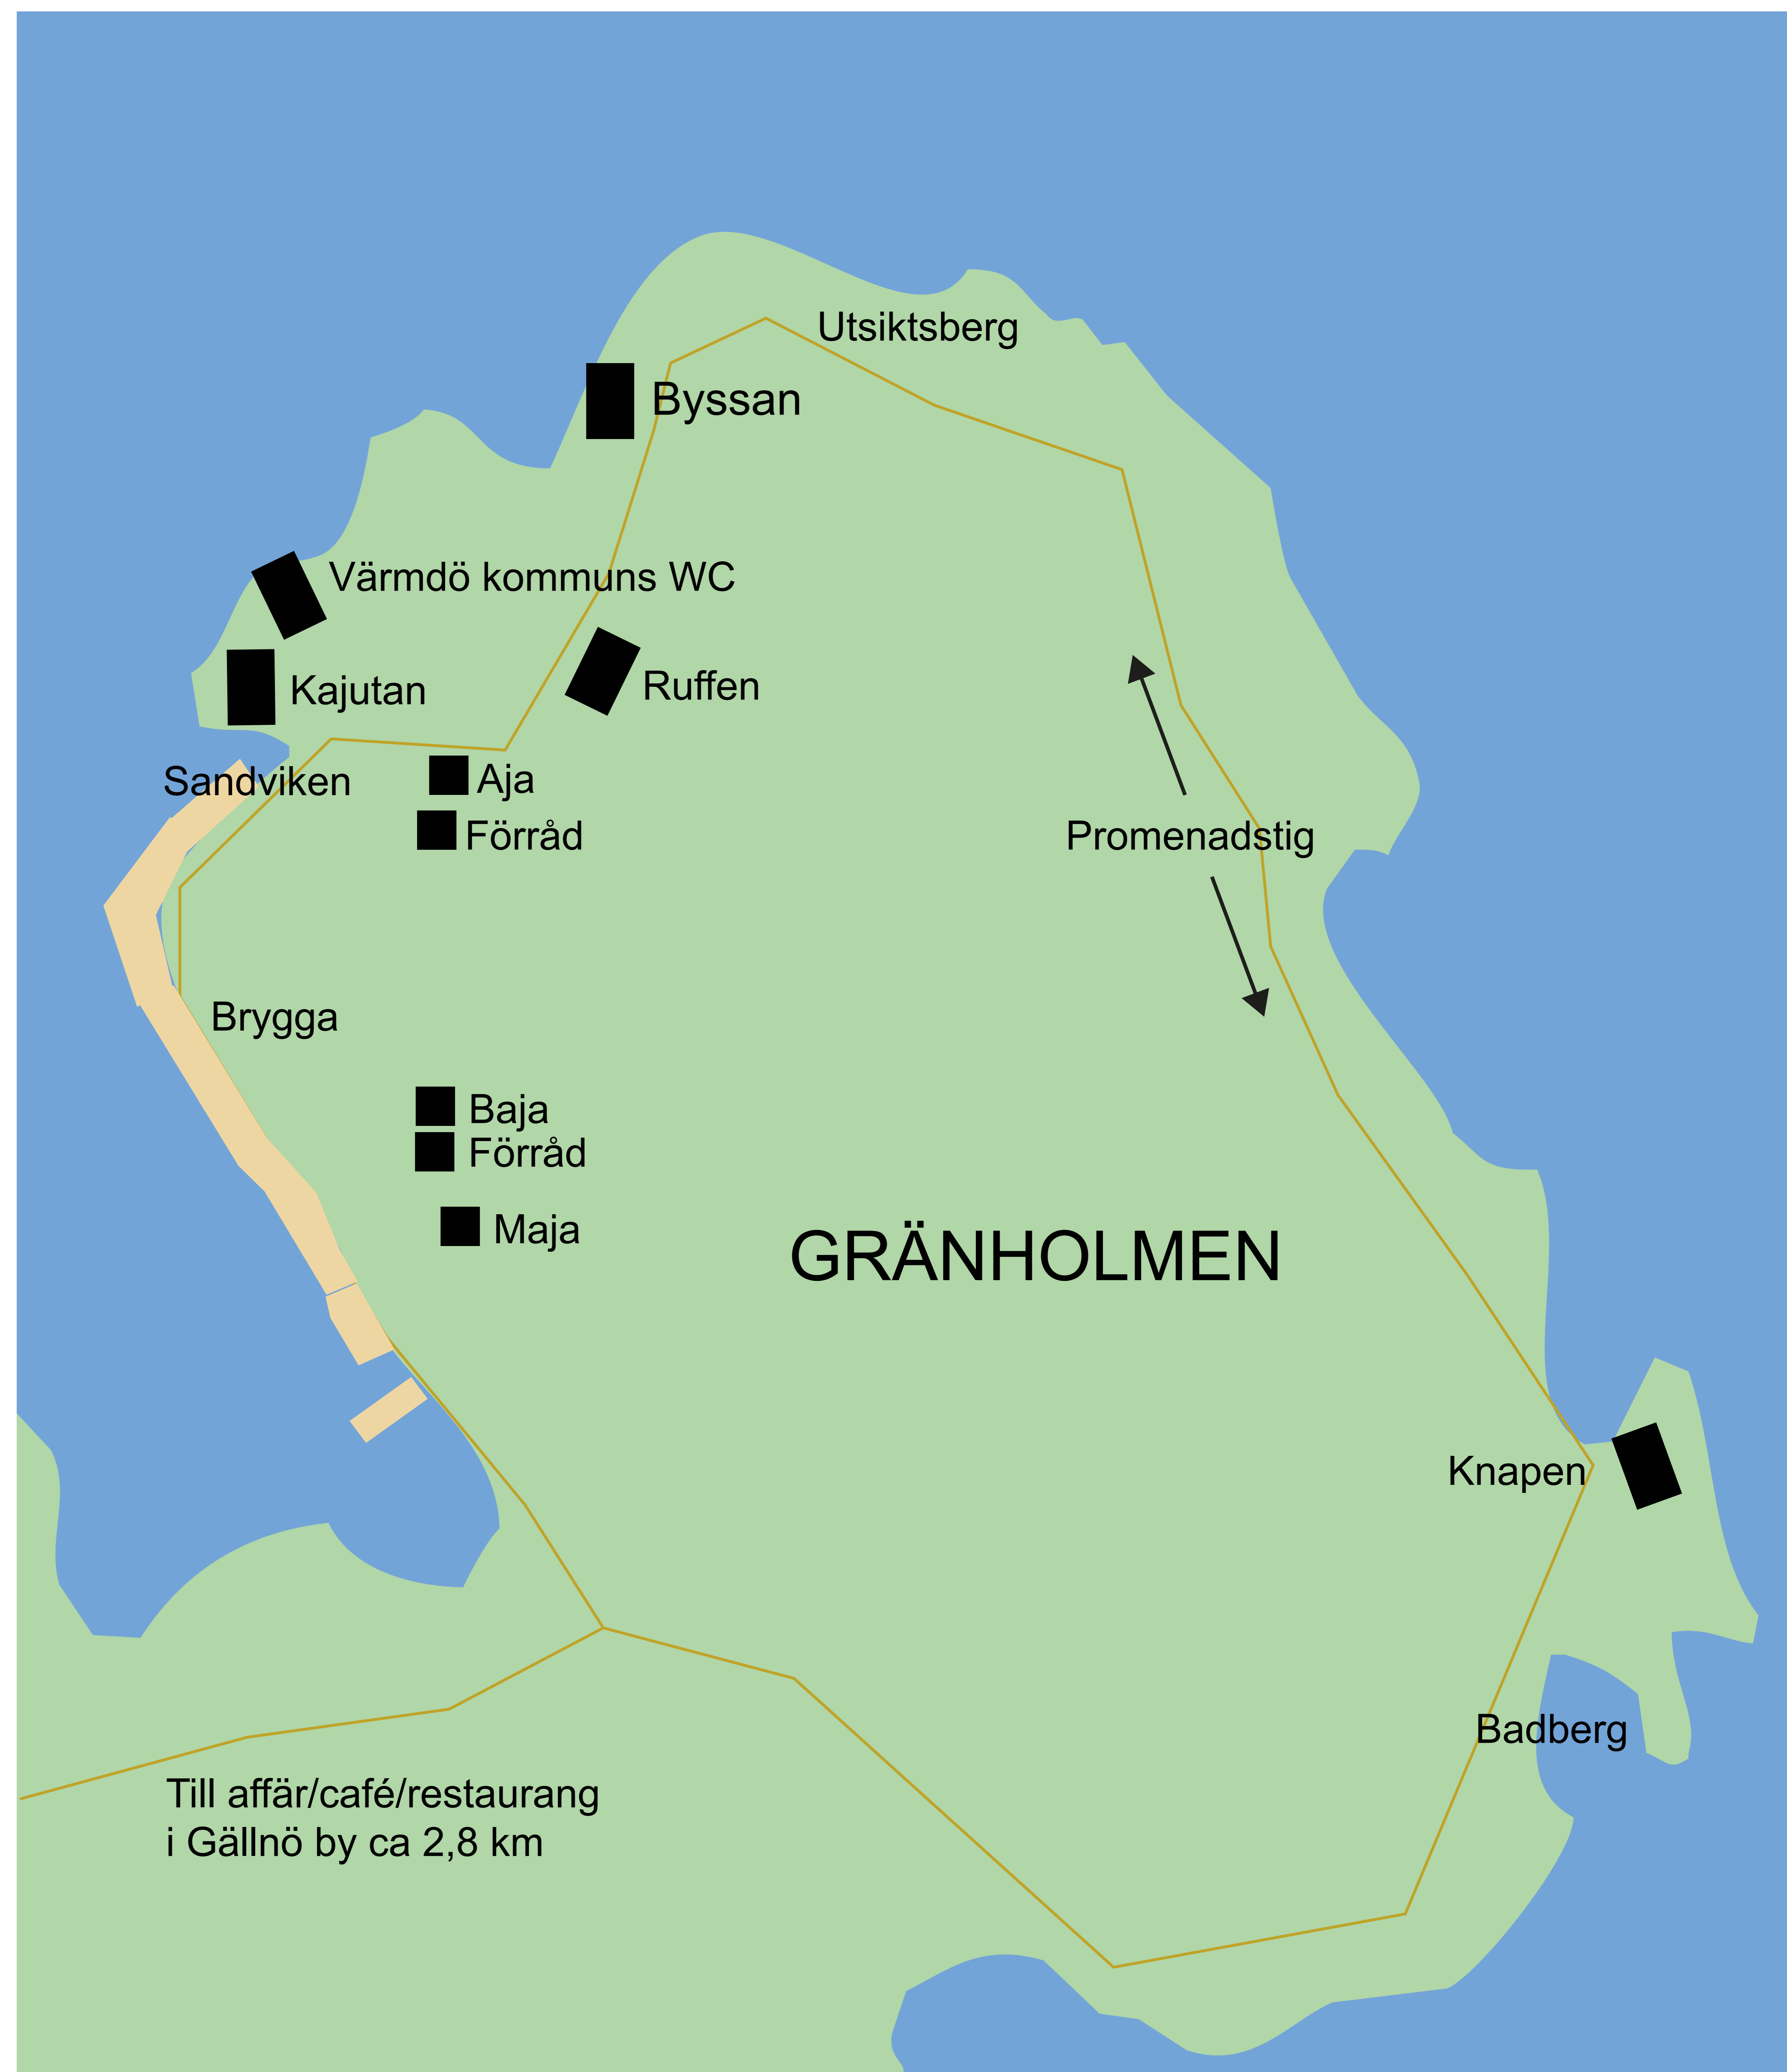 Utsiktsberg
Byssan
Värmdö kommuns WC
Kajutan
Ruffen
Sandviken
Aja
Förråd
Promenadstig
Brygga
Baja
Förråd
Maja
GRÄNHOLMEN
Knapen
Badberg
Till affär/café/restaurang
i Gällnö by ca 2,8 km